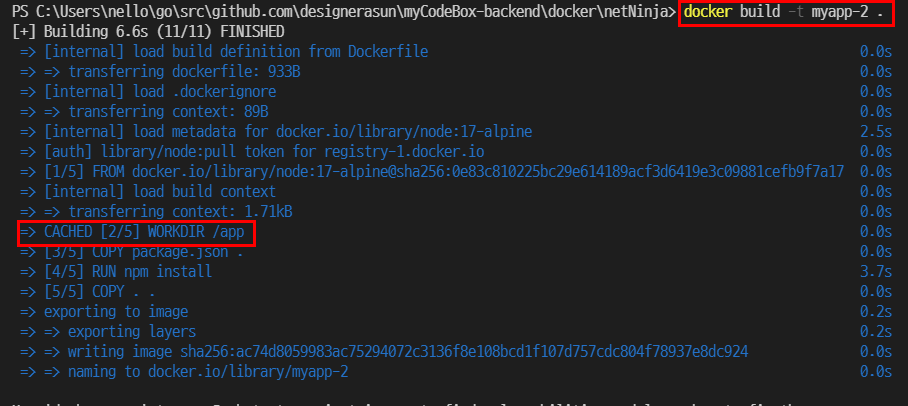 PS C:\Users\nello\go\src\github.com\designerasun\myCodeBox-backend\docker\netNinja> docker build -t myapp-2 .
[+] Building 6.6s (11/11) FINISHED
=> [internal] load build definition from Dockerfile 0.0s
=> => transferring dockerfile: 933B 0.0s
=> [internal] load .dockerignore 0.0s
=> => transferring context: 89B 0.0s
=> [internal] load metadata for docker.io/library/node:17-alpine 2.5s
=> [auth] library/node:pull token for registry-1.docker.io 0.0s
=> [1/5] FROM docker.io/library/node:17-alpine@sha256:0e83c810225bc29e614189acf3d6419e3c09881cefb9f7a17 0.0s
=> [internal] load build context 0.0s
=> => transferring context: 1.71kB 0.0s
=> CACHED [2/5] WORKDIR /app 0.0s
=> [3/5] COPY package.json . 0.0s
=> [4/5] RUN npm install 3.7s
=> [5/5] COPY . . 0.0s
=> exporting to image 0.2s
=> => exporting layers 0.2s
=> => writing image sha256:ac74d8059983ac75294072c3136f8e108bcd1f107d757cdc804f78937e8dc924 0.0s
=> => naming to docker.io/library/myapp-2 0.0s